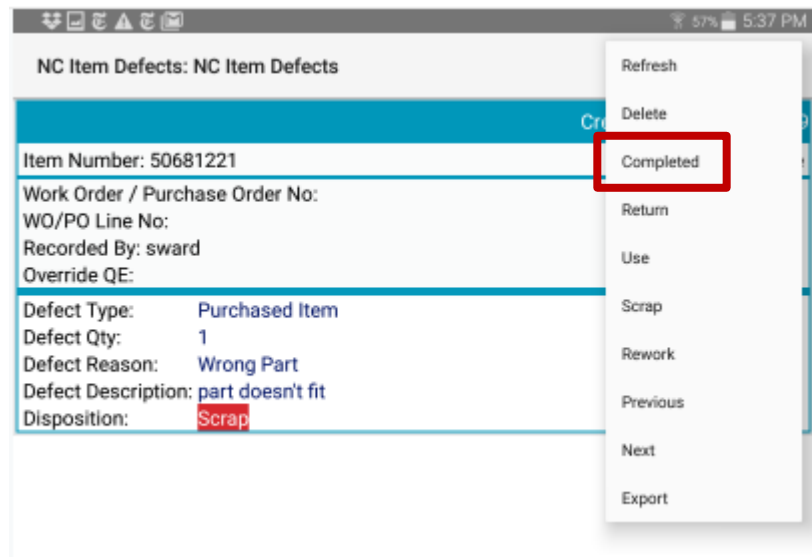 57% 5:37 PM
NC Item Defects: NC Item Defects
Refresh
Delete
Completed
Return
Use
Scrap
Rework
Previous
Next
Export
Item Number: 50681221
Work Order / Purchase Order No:
WO/PO Line No:
Recorded By: sward
Override QE:
Defect Type: Purchased Item
Defect Qty: 1
Defect Reason: Wrong Part
Defect Description: part doesn't fit
Disposition: Scrap